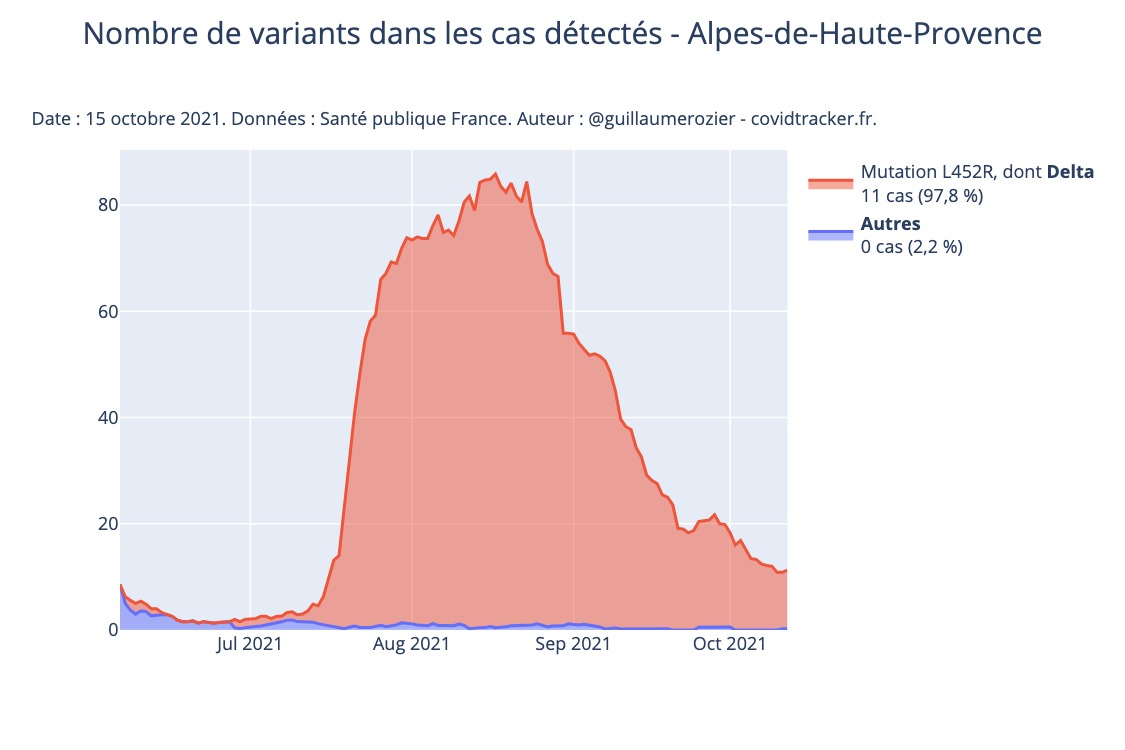 Nombre de variants dans les cas détectés - Alpes-de-Haute-Provence
Date : 15 octobre 2021. Données : Santé publique France. Auteur : @guillaumerozier - covidtracker.fr.
Mutation L452R, dont Delta
11 cas (97,8 %)
Autres
0 cas (2,2 %)
80
60
40
20
0
Jul 2021
Aug 2021
Sep 2021
Oct 2021